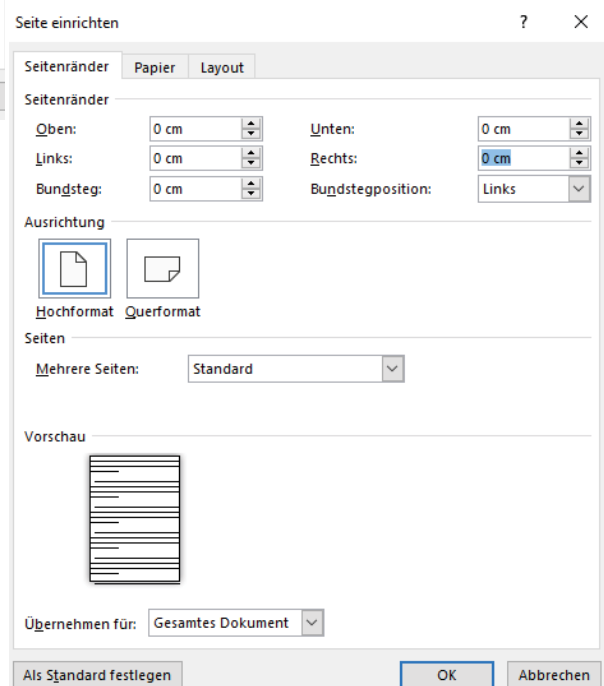 Seite einrichten ?
Seitenränder Papier Layout
Seitenränder
Oben: 0 cm Unten: 0 cm
Links: 0 cm Rechts: 0 cm
Bundsteg: 0 cm Bundstegposition: Links
Ausrichtung
Hochformat Querformat
Seiten
Mehrere Seiten: Standard
Vorschau
Übernehmen für: Gesamtes Dokument
Als Standard festlegen OK Abbrechen